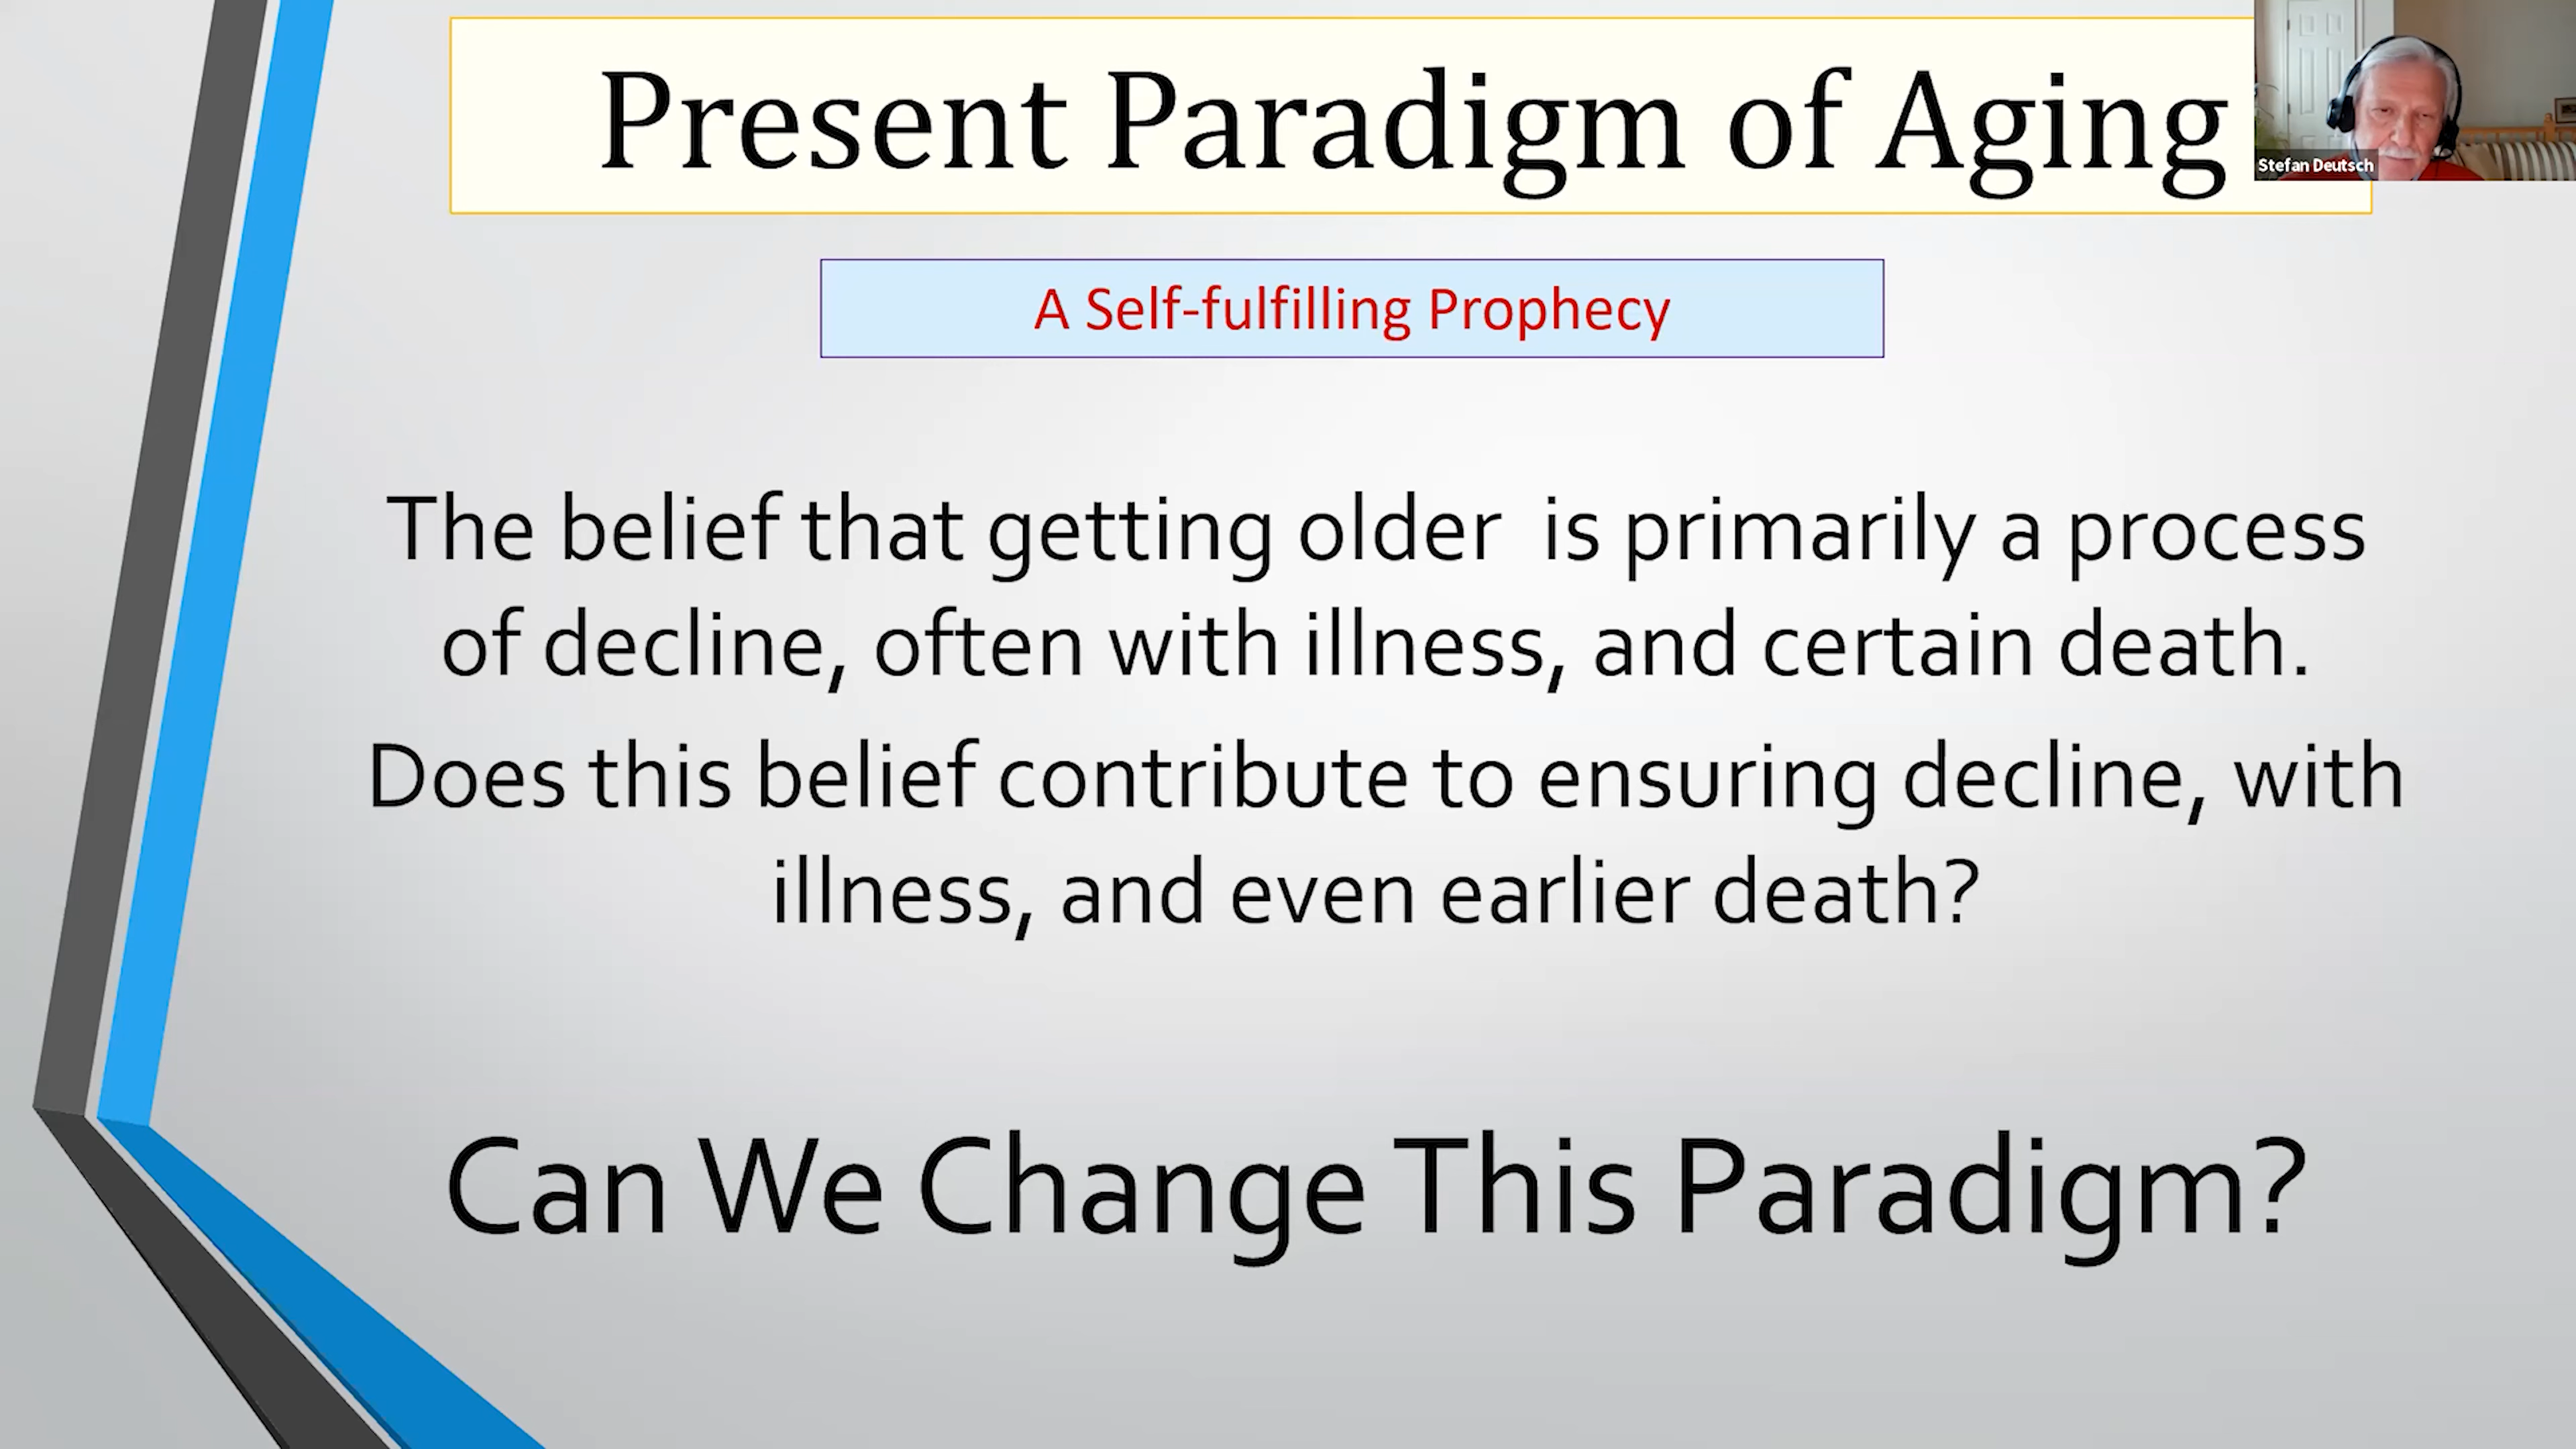 Present Paradigm of Aging
Stefan Deutsch
A Self-fulfilling Prophecy
The belief that getting older is primarily a process
of decline, often with illness, and certain death.
Does this belief contribute to ensuring decline, with
illness, and even earlier death?
Can We Change This Paradigm?